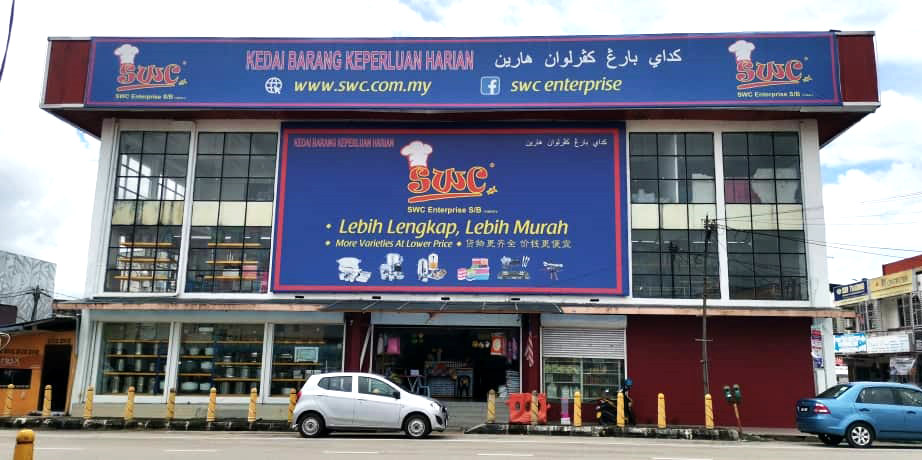 SWC
SWC Enterprise S/B
KEDAI BARANG KEPERLUAN HARIAN
كداي بارڠ كڤرلوان هارين
www.swc.com.my
swc enterprise
SWC
SWC Enterprise S/B
KEDAI BARANG KEPERLUAN HARIAN
كداي بارڠ كڤرلوان هارين
SWC
SWC Enterprise S/B
• Lebih Lengkap, Lebih Murah
• More Varieties At Lower Price • 货物更齐全 价钱更便宜